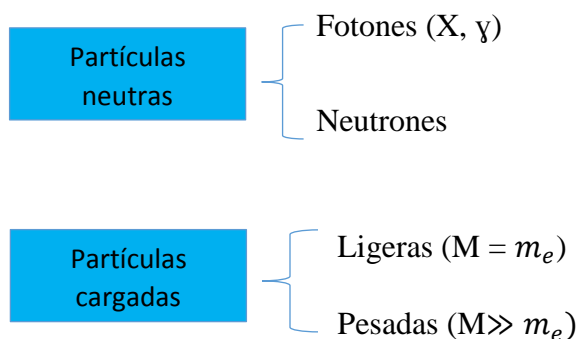 Partículas
neutras
Fotones (X, ɣ)
Neutrones
Partículas
cargadas
Ligeras (M = 𝑚ₑ)
Pesadas (M≫ 𝑚ₑ)